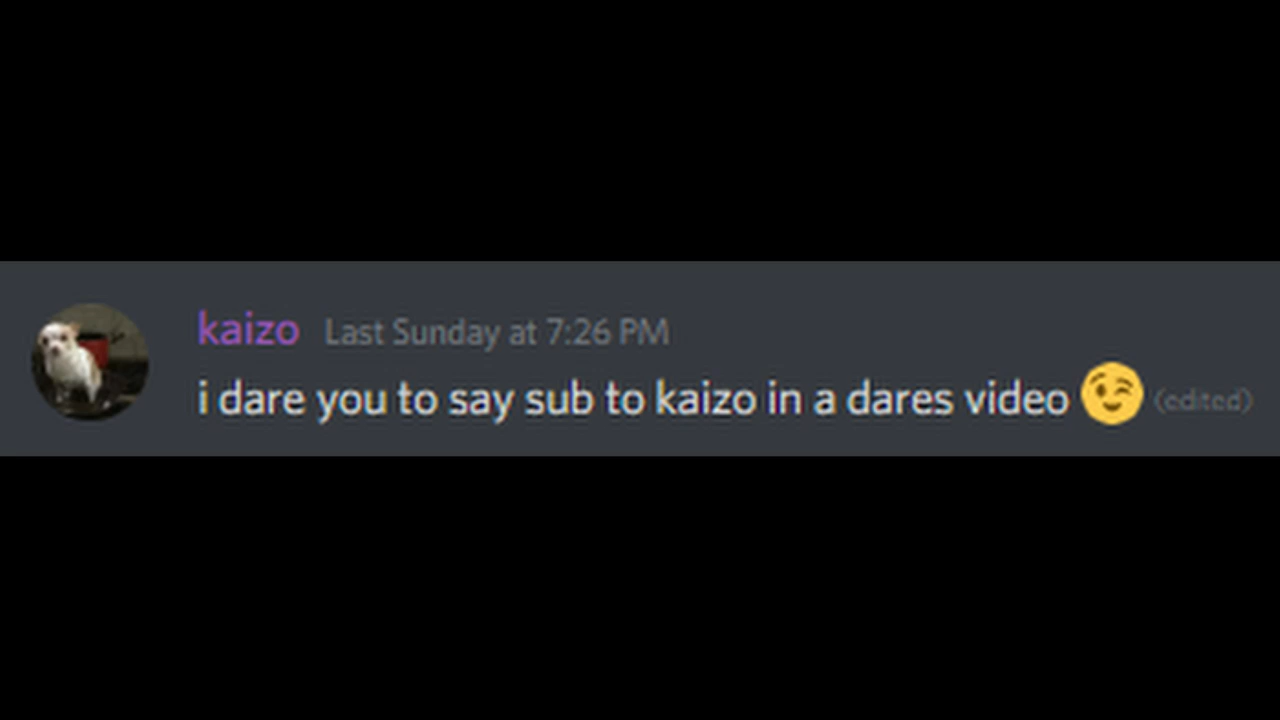 kaizo Last Sunday at 7:26 PM
i dare you to say sub to kaizo in a dares video 😉 (edited)